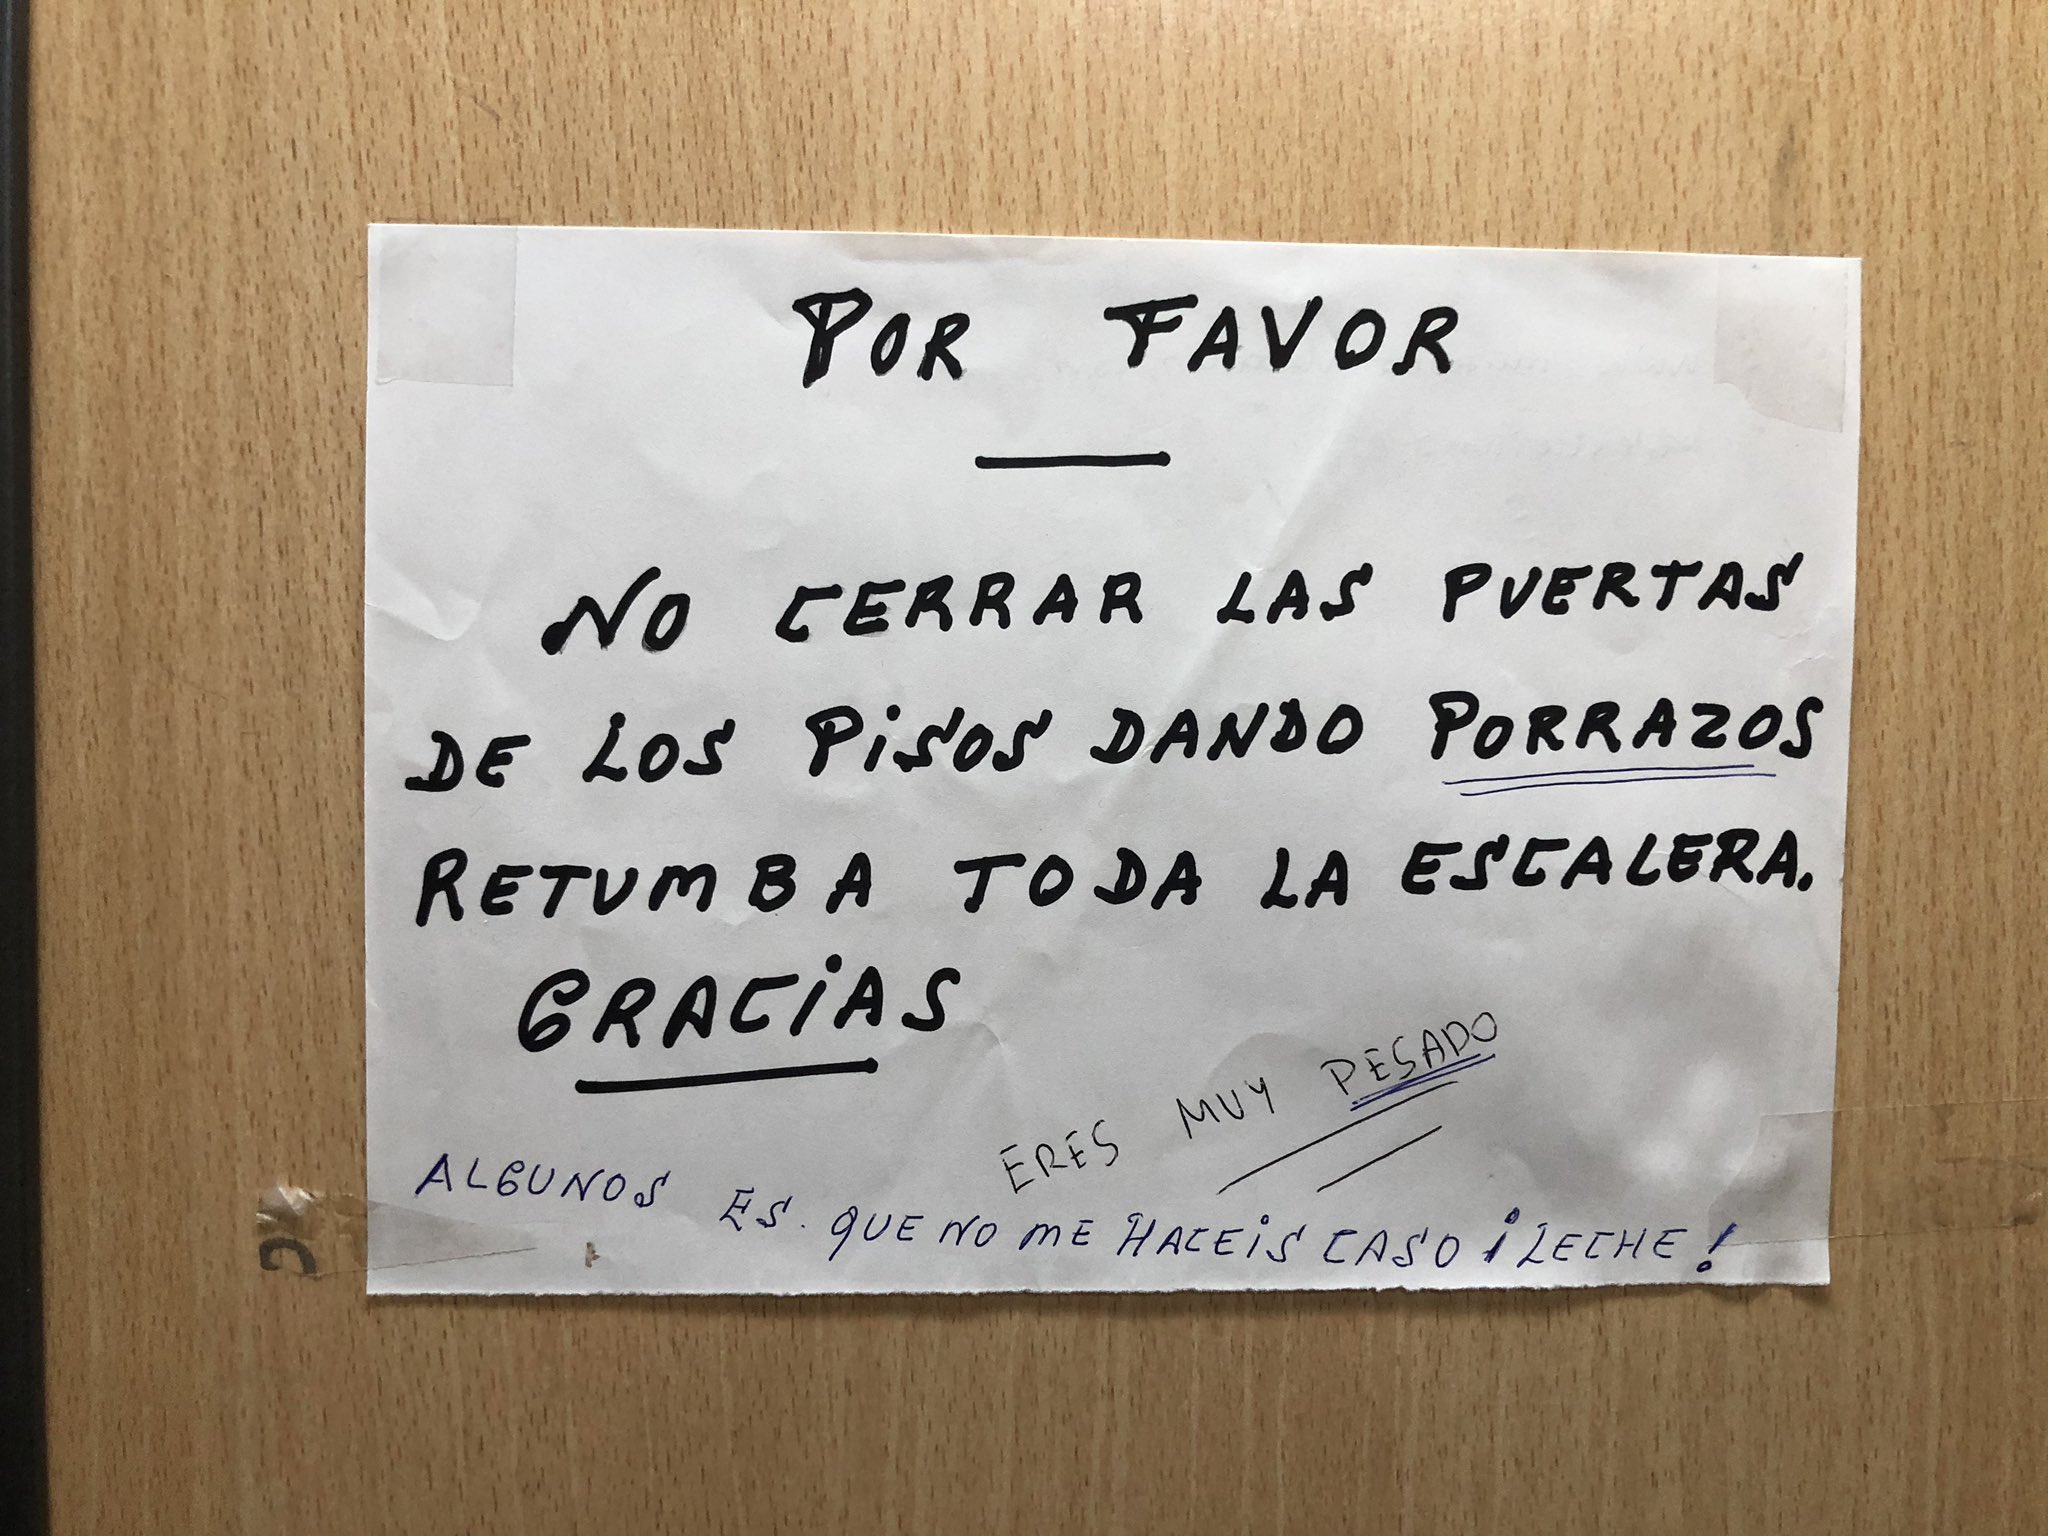 POR FAVOR
NO CERRAR LAS PUERTAS
DE LOS PISOS DANDO PORRAZOS
RETUMBA TODA LA ESCALERA.
GRACIAS
ERES MUY PESADO
ALGUNOS ES. QUE NO ME HACEIS CASO ¡LECHE!